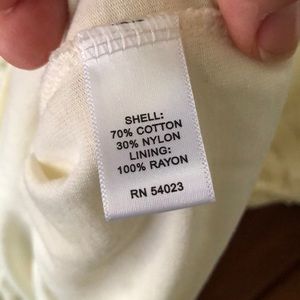 SHELL:
70% COTTON
30% NYLON
LINING:
100% RAYON
RN 54023